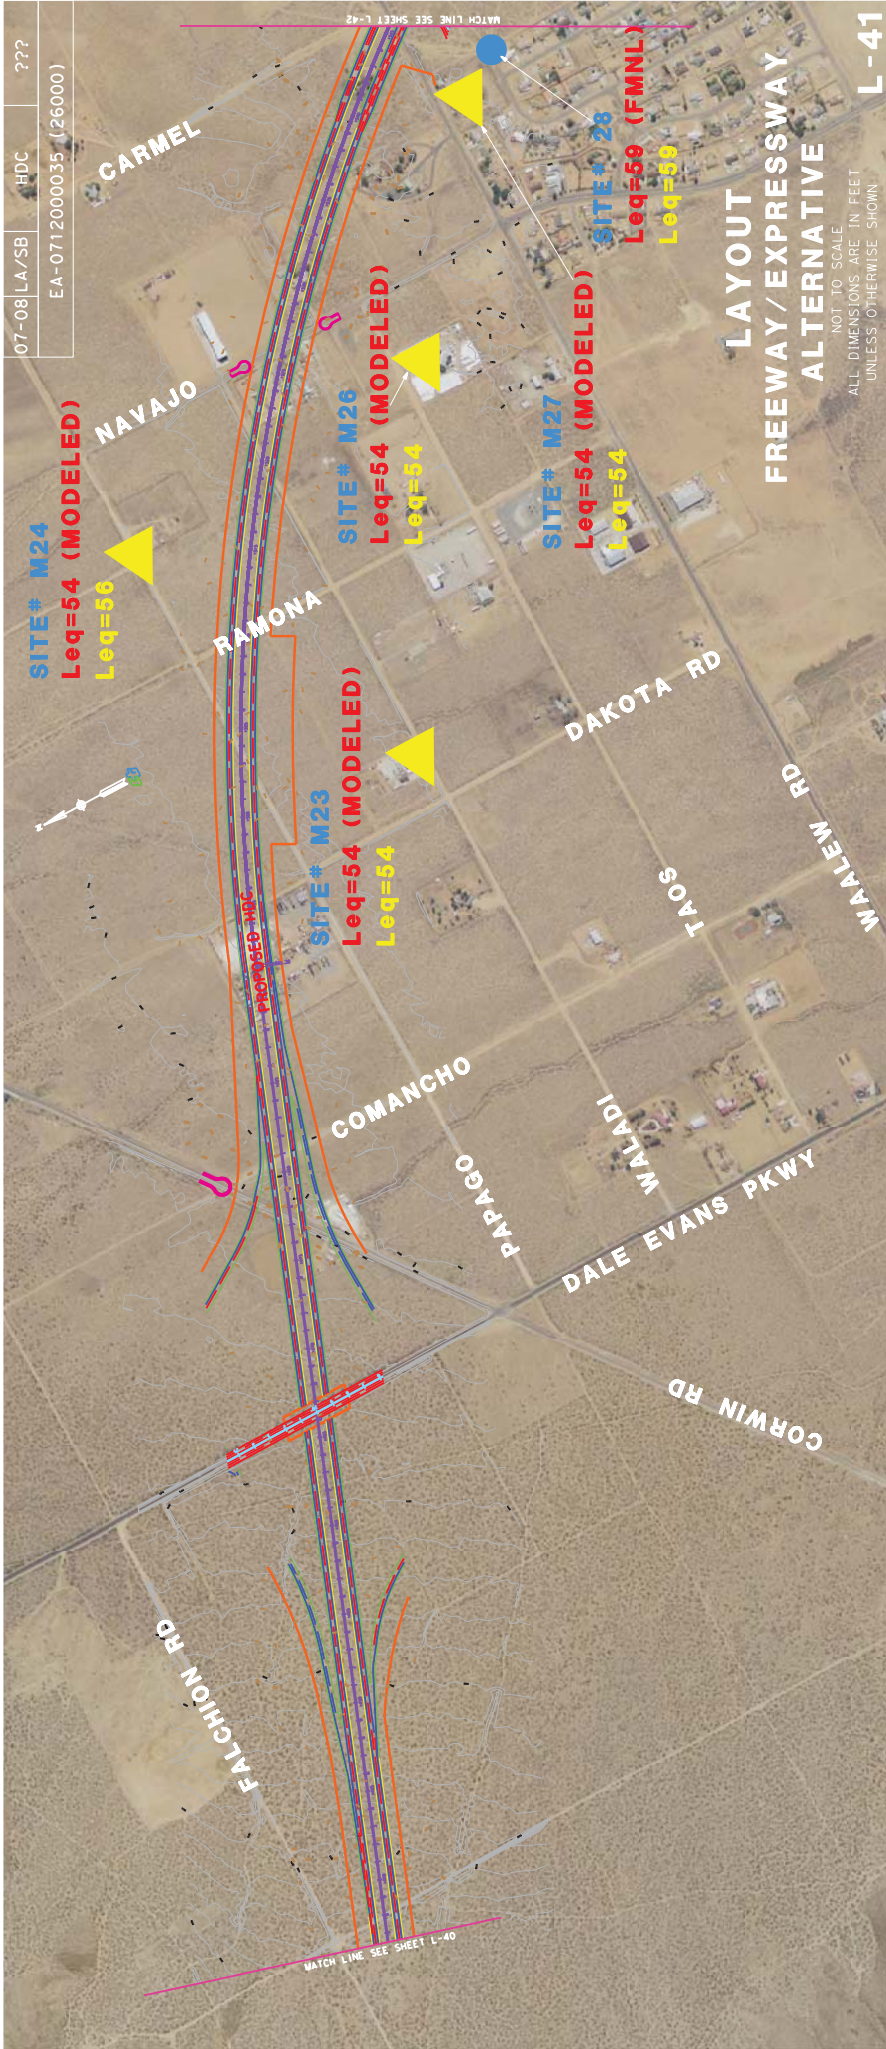 07-08 LA/SB HDC ???
EA-0712000035 (26000)
MATCH LINE SEE SHEET L-42
CARMEL
SITE# 28
Leq=59 (FMNL)
Leq=59
NAVAJO
SITE# M26
Leq=54 (MODELED)
Leq=54
SITE# M27
Leq=54 (MODELED)
Leq=54
SITE# M24
Leq=54 (MODELED)
Leq=56
RAMONA
DAKOTA RD
SITE# M23
Leq=54 (MODELED)
Leq=54
WAALEW RD
TAOS
PROPOSED HDC
COMANCHO
WALADI
PAPAGO
DALE EVANS PKWY
CORWIN RD
FALCHION RD
MATCH LINE SEE SHEET L-40
LAYOUT
FREEWAY/EXPRESSWAY
ALTERNATIVE
NOT TO SCALE
ALL DIMENSIONS ARE IN FEET
UNLESS OTHERWISE SHOWN
L-41